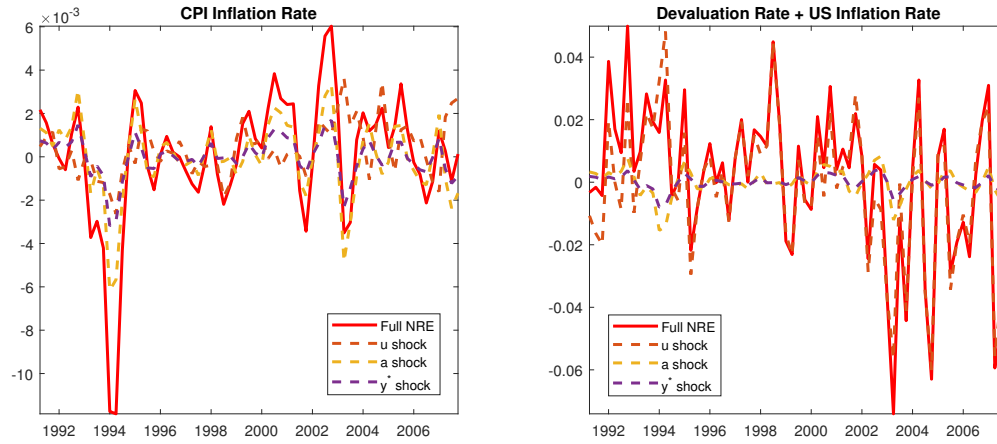 CPI Inflation Rate
×10⁻³
6
4
2
0
-2
-4
-6
-8
-10
1992 1994 1996 1998 2000 2002 2004 2006
Full NRE
u shock
a shock
y* shock
Devaluation Rate + US Inflation Rate
0.04
0.02
0
-0.02
-0.04
-0.06
1992 1994 1996 1998 2000 2002 2004 2006
Full NRE
u shock
a shock
y* shock